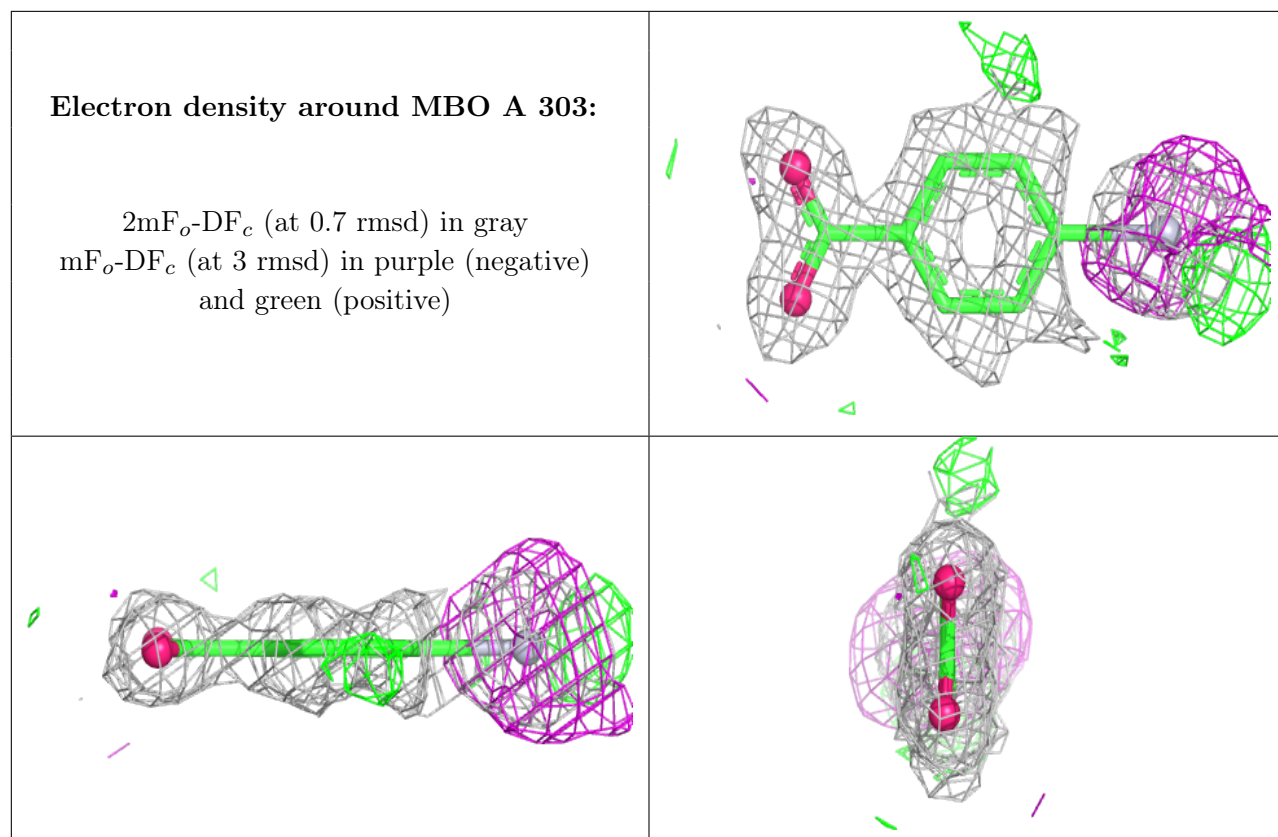 Electron density around MBO A 303:
2mFo-DFc (at 0.7 rmsd) in gray
mFo-DFc (at 3 rmsd) in purple (negative)
and green (positive)